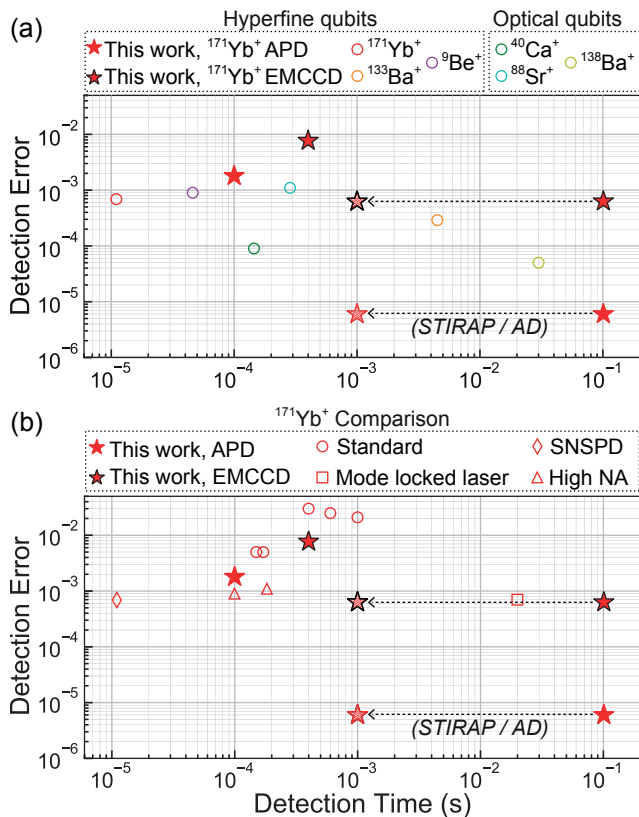 Hyperfine qubits Optical qubits
(a)
This work, ¹⁷¹Yb⁺ APD ¹⁷¹Yb⁺ ⁹Be⁺ ⁴⁰Ca⁺ ¹³⁸Ba⁺
This work, ¹⁷¹Yb⁺ EMCCD ¹³³Ba⁺ ⁸⁸Sr⁺
Detection Error
10⁻²
10⁻³
10⁻⁴
10⁻⁵
10⁻⁶
(STIRAP / AD)
10⁻⁵ 10⁻⁴ 10⁻³ 10⁻² 10⁻¹
(b)
¹⁷¹Yb⁺ Comparison
This work, APD Standard SNSPD
This work, EMCCD Mode locked laser High NA
Detection Error
10⁻²
10⁻³
10⁻⁴
10⁻⁵
10⁻⁶
(STIRAP / AD)
10⁻⁵ 10⁻⁴ 10⁻³ 10⁻² 10⁻¹
Detection Time (s)